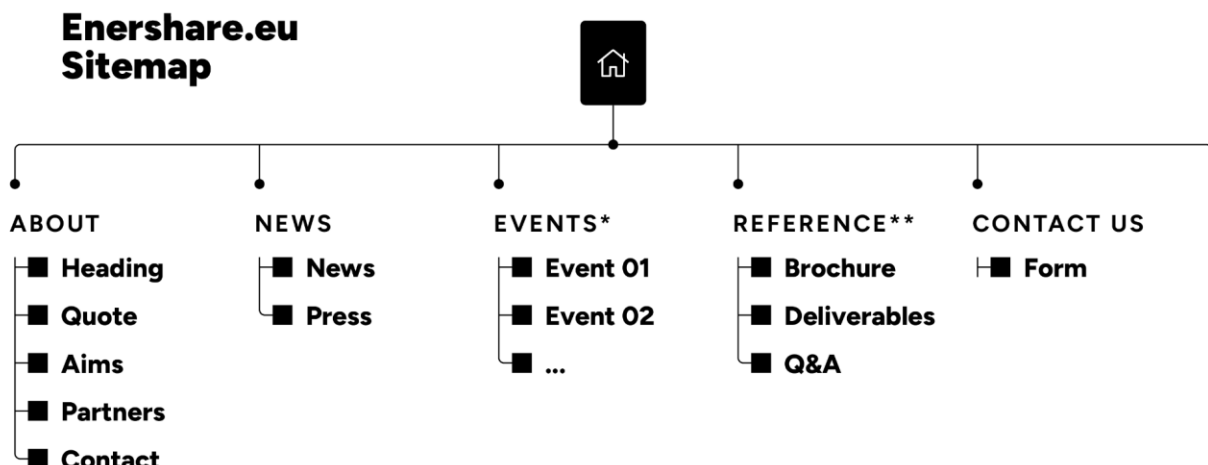 Enershare.eu
Sitemap
ABOUT
Heading
Quote
Aims
Partners
Contact
NEWS
News
Press
EVENTS*
Event 01
Event 02
...
REFERENCE**
Brochure
Deliverables
Q&A
CONTACT US
Form